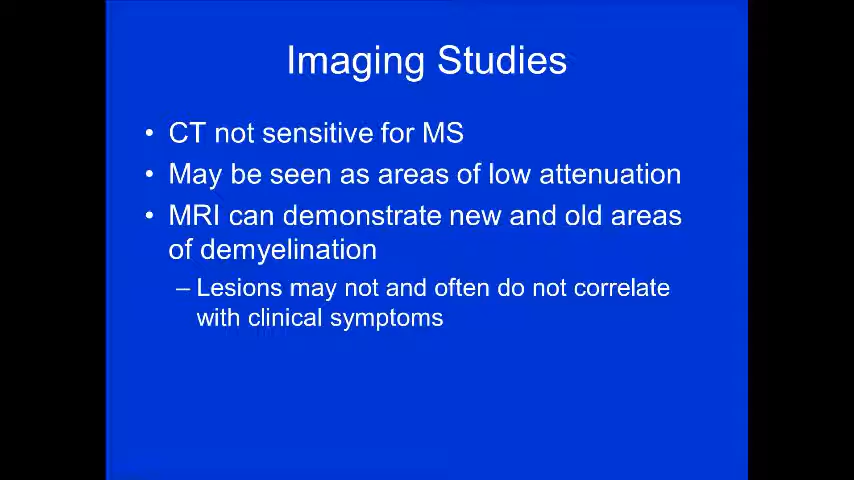 Imaging Studies
• CT not sensitive for MS
• May be seen as areas of low attenuation
• MRI can demonstrate new and old areas
of demyelination
– Lesions may not and often do not correlate
with clinical symptoms